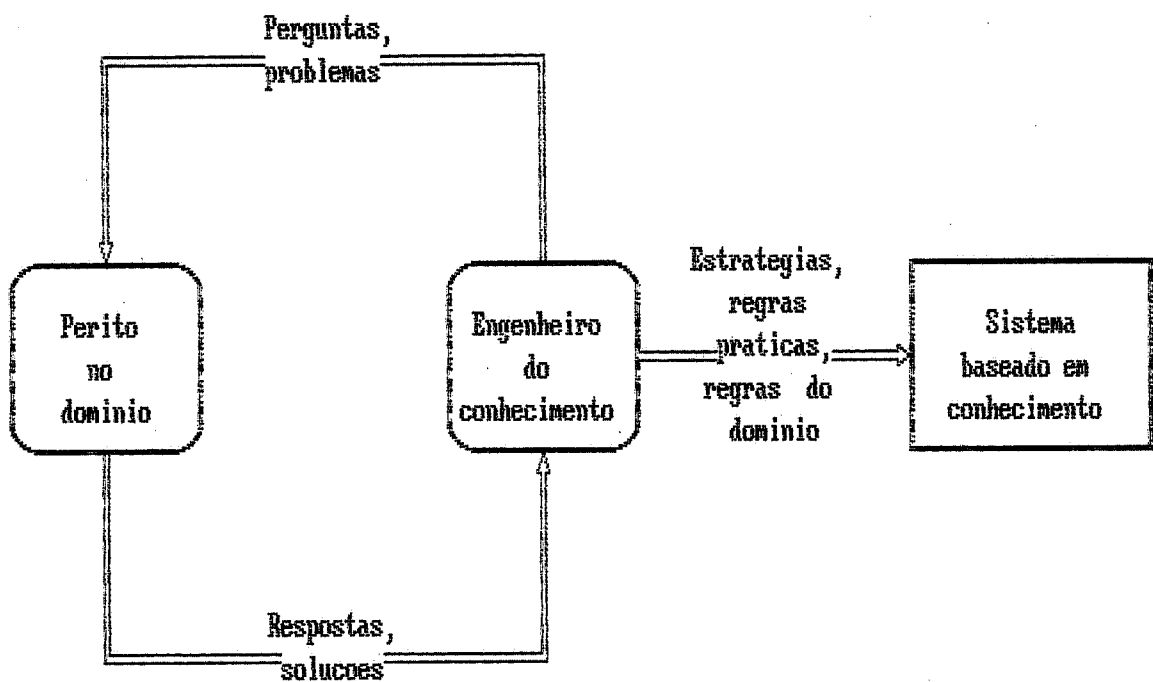 Perguntas,
problemas
Perito
no
dominio
Engenheiro
do
conhecimento
Estrategias,
regras
praticas,
regras do
dominio
Sistema
baseado em
conhecimento
Respostas,
solucoes